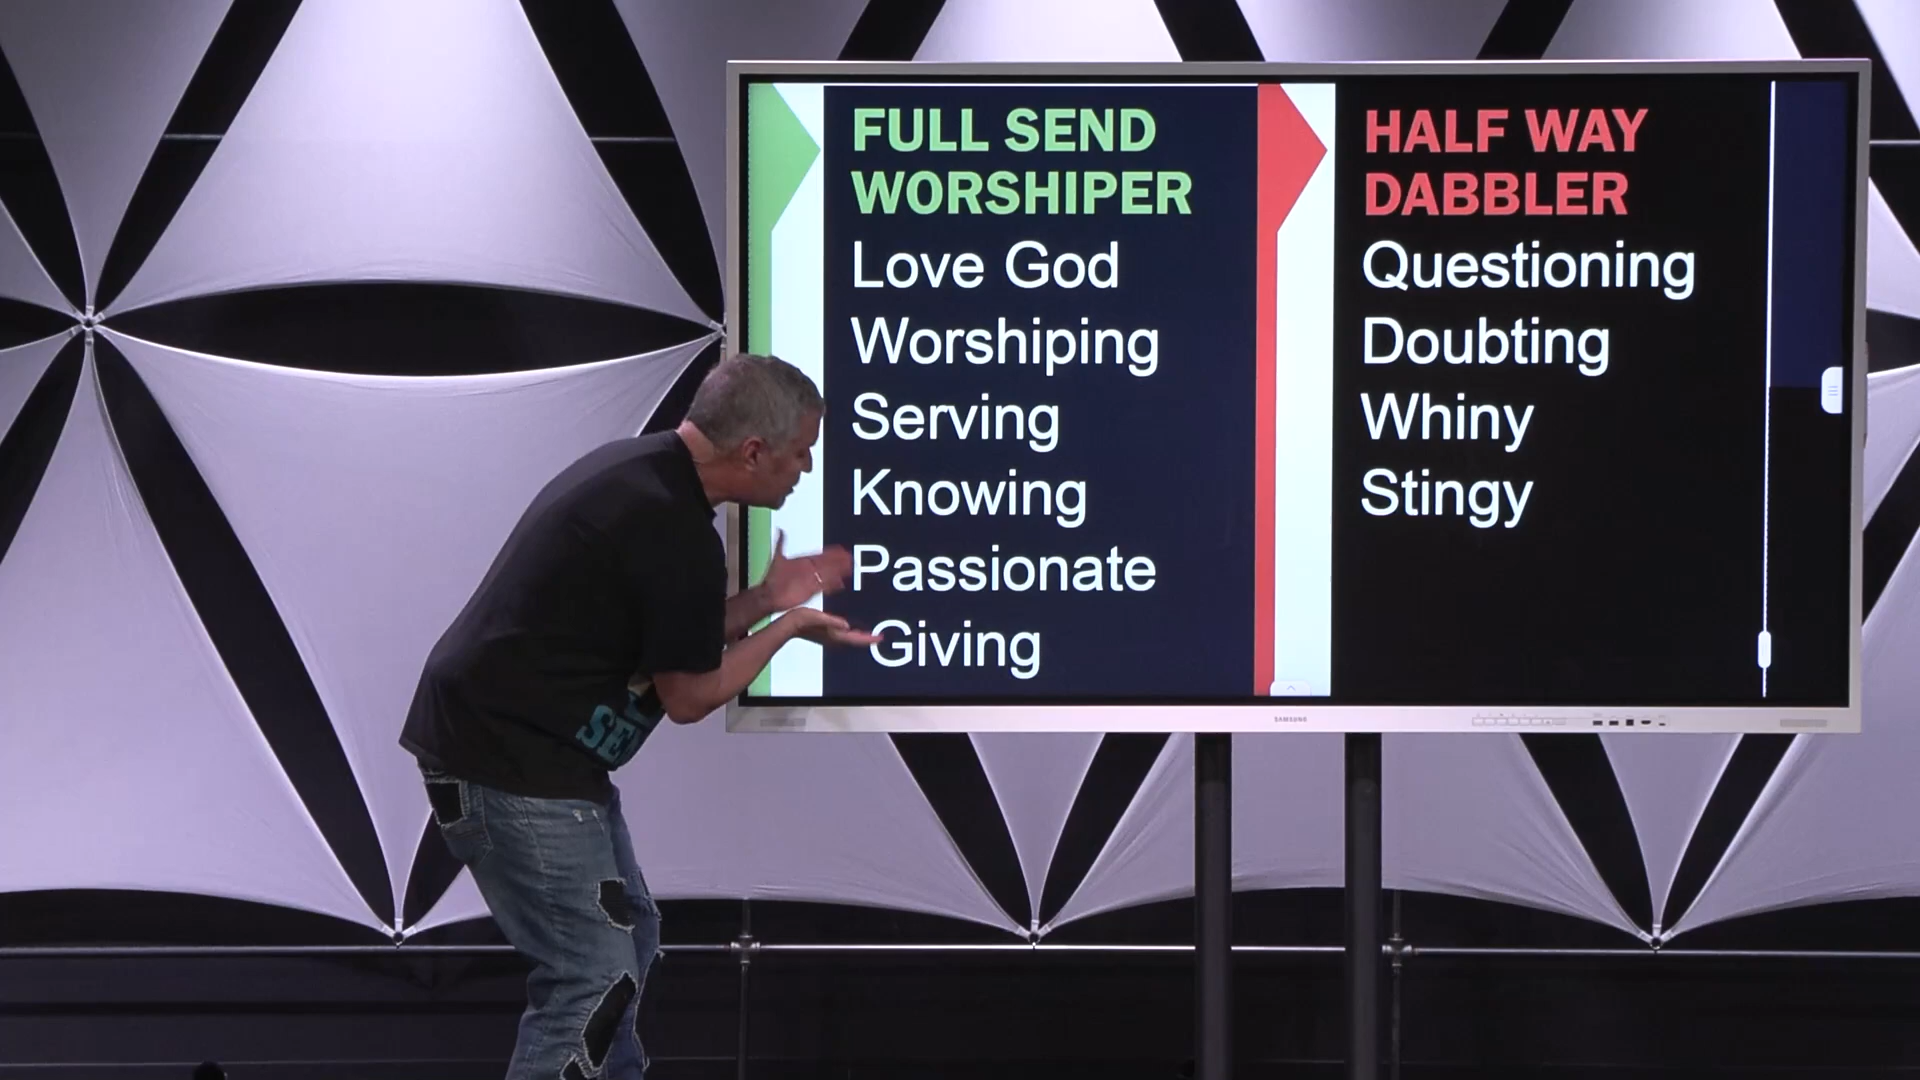 FULL SEND
WORSHIPER
Love God
Worshiping
Serving
Knowing
Passionate
Giving
HALF WAY
DABBLER
Questioning
Doubting
Whiny
Stingy
SAMSUNG